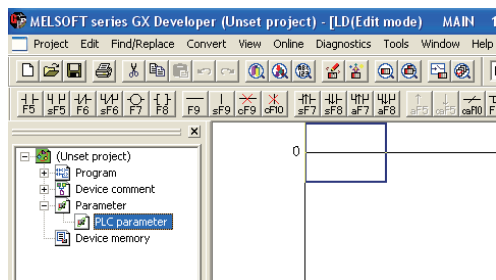 MELSOFT series GX Developer (Unset project) - [LD(Edit mode) MAIN 1
Project Edit Find/Replace Convert View Online Diagnostics Tools Window Help
F5 sF5 F6 sF6 F7 F8 F9 sF9 cF9 cF10 sF7 sF8 aF7 aF8 aF5 caF5 caF10 F
(Unset project)
0
Program
Device comment
Parameter
PLC parameter
Device memory